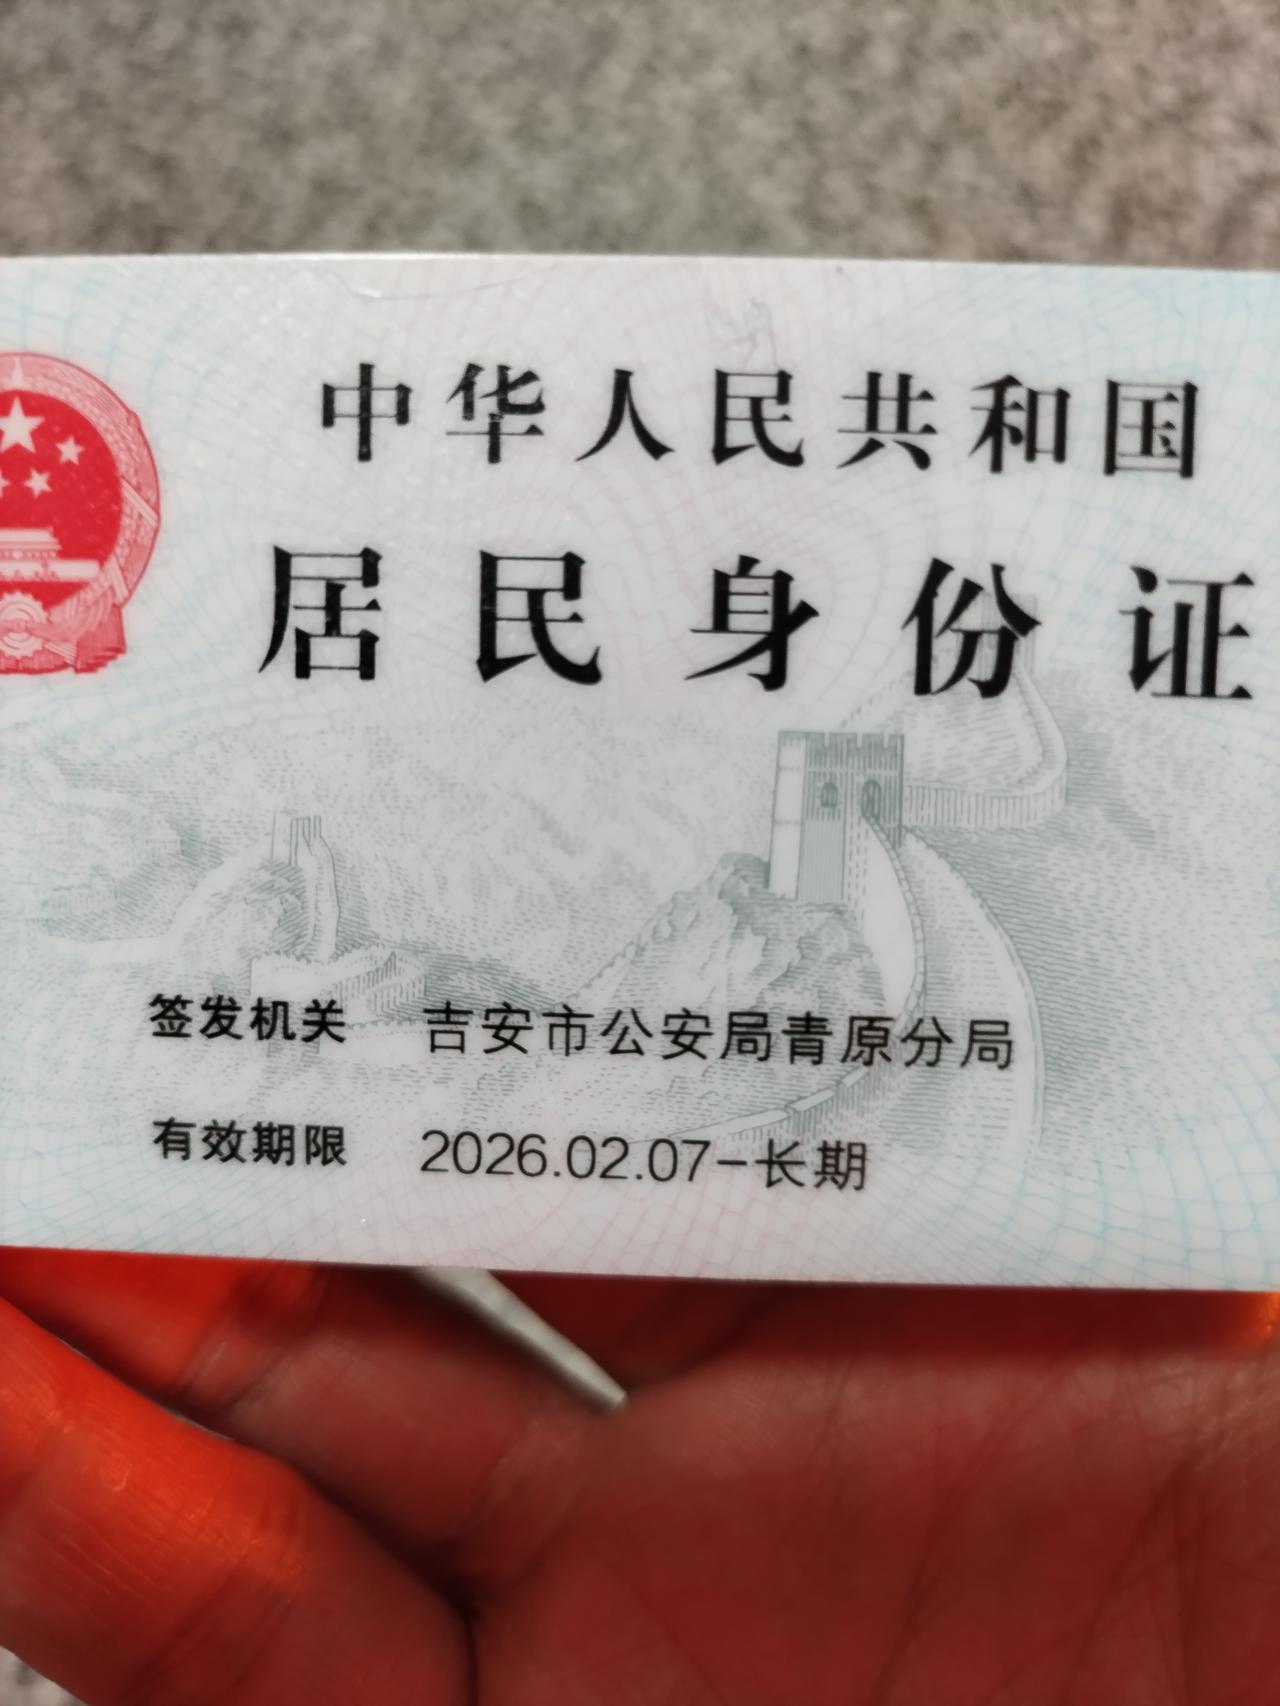 中华人民共和国
居民身份证
签发机关 吉安市公安局青原分局
有效期限 2026.02.07-长期